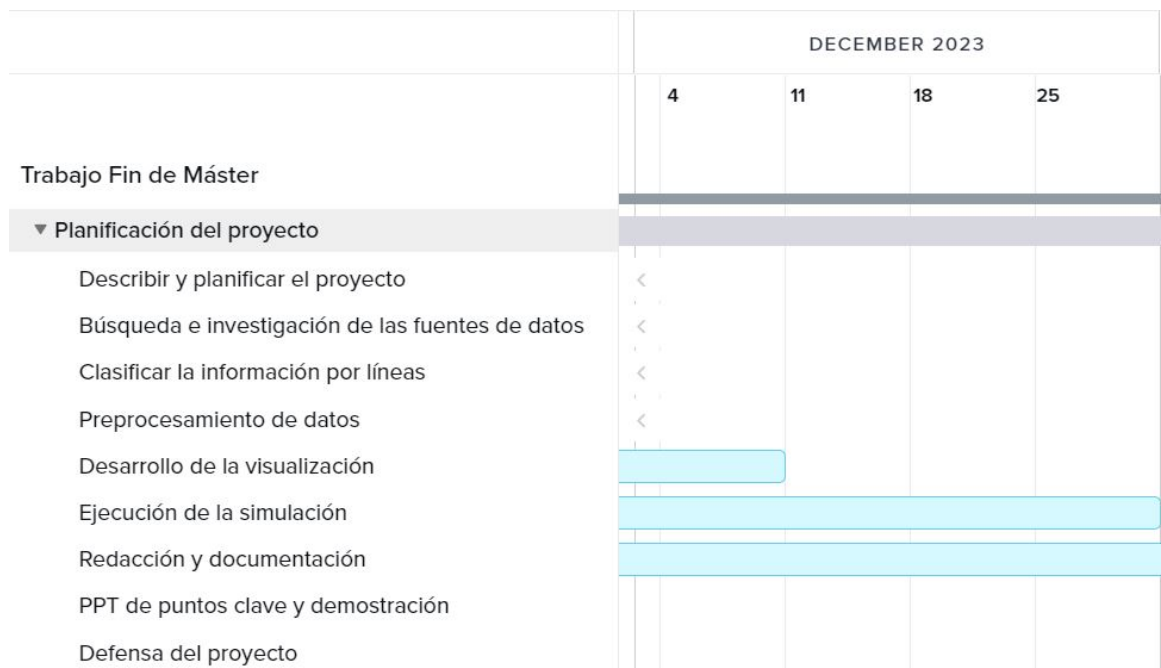 DECEMBER 2023
4 11 18 25
Trabajo Fin de Máster
Planificación del proyecto
Describir y planificar el proyecto
Búsqueda e investigación de las fuentes de datos
Clasificar la información por líneas
Preprocesamiento de datos
Desarrollo de la visualización
Ejecución de la simulación
Redacción y documentación
PPT de puntos clave y demostración
Defensa del proyecto